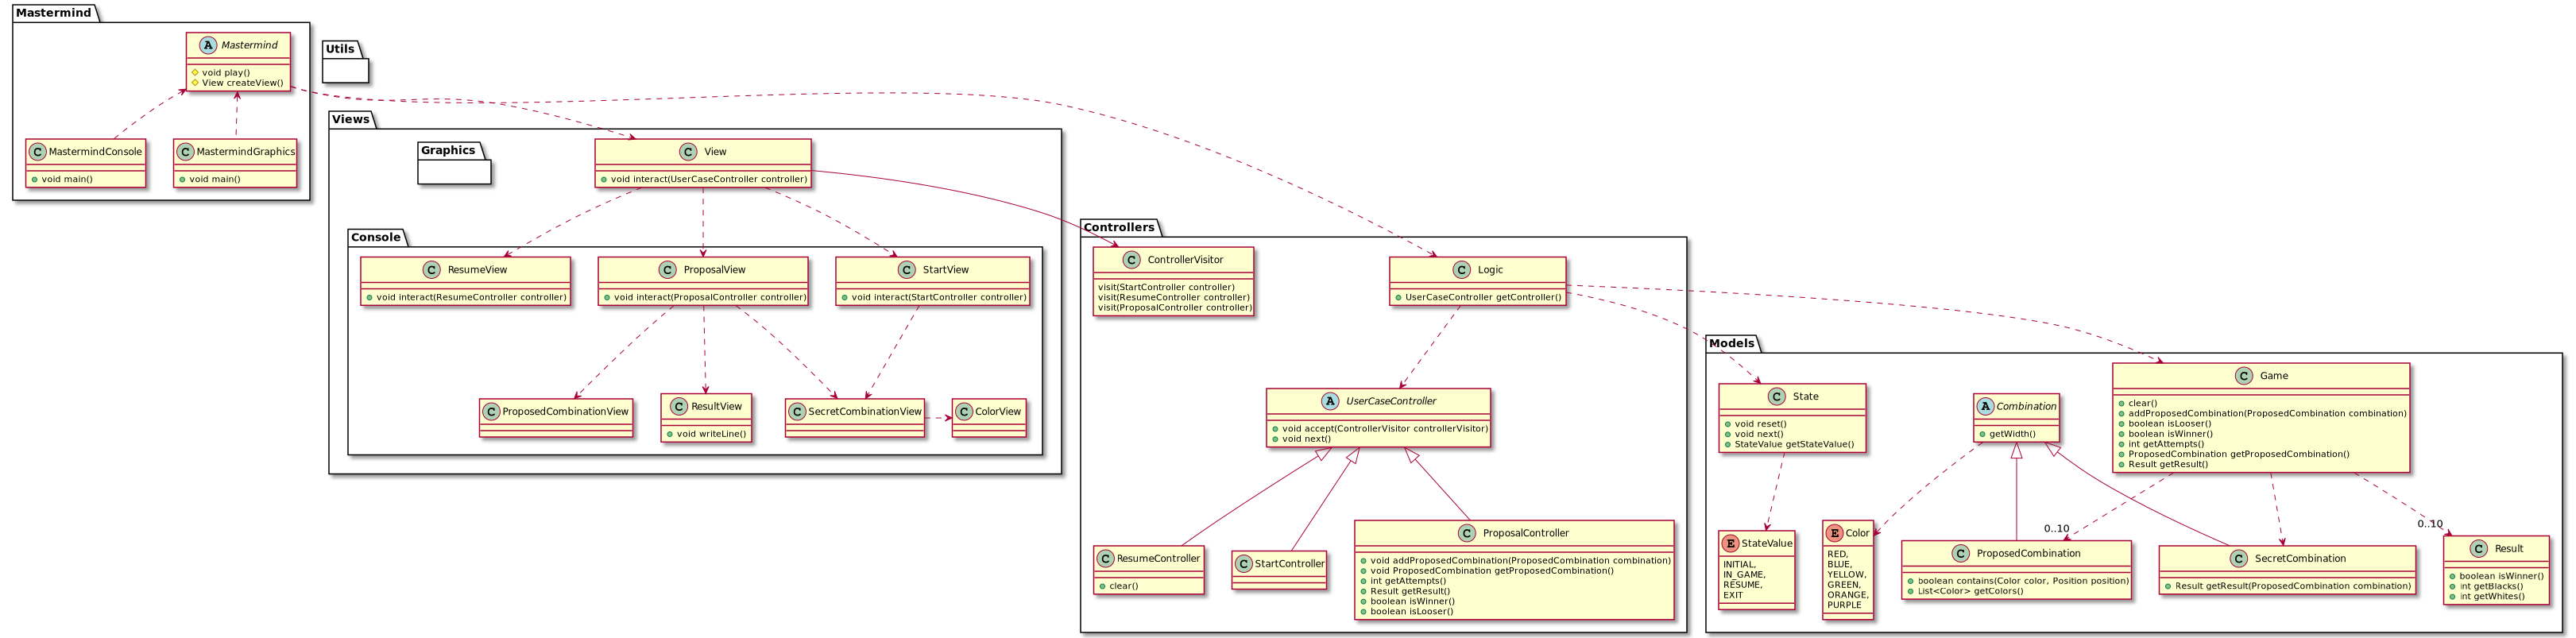 Mastermind
A Mastermind
void play()
View createView()
C MastermindConsole
void main()
C MastermindGraphics
void main()
Utils
Views
Graphics
C View
void interact(UserCaseController controller)
Console
C ResumeView
void interact(ResumeController controller)
C ProposalView
void interact(ProposalController controller)
C StartView
void interact(StartController controller)
C ProposedCombinationView
C ResultView
void writeLine()
C SecretCombinationView
C ColorView
Controllers
C ControllerVisitor
visit(StartController controller)
visit(ResumeController controller)
visit(ProposalController controller)
C Logic
UserCaseController getController()
A UserCaseController
void accept(ControllerVisitor controllerVisitor)
void next()
C ResumeController
clear()
C StartController
C ProposalController
void addProposedCombination(ProposedCombination combination)
void ProposedCombination getProposedCombination()
int getAttempts()
Result getResult()
boolean isWinner()
boolean isLooser()
Models
C State
void reset()
void next()
StateValue getStateValue()
A Combination
getWidth()
C Game
clear()
addProposedCombination(ProposedCombination combination)
boolean isLooser()
boolean isWinner()
int getAttempts()
ProposedCombination getProposedCombination()
Result getResult()
0..10
0..10
E StateValue
INITIAL,
IN_GAME,
RESUME,
EXIT
E Color
RED,
BLUE,
YELLOW,
GREEN,
ORANGE,
PURPLE
C ProposedCombination
boolean contains(Color color, Position position)
List<Color> getColors()
C SecretCombination
Result getResult(ProposedCombination combination)
C Result
boolean isWinner()
int getBlacks()
int getWhites()